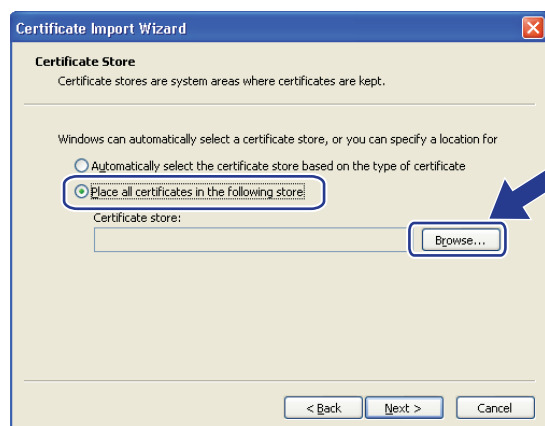 Certificate Import Wizard
Certificate Store
Certificate stores are system areas where certificates are kept.
Windows can automatically select a certificate store, or you can specify a location for
Automatically select the certificate store based on the type of certificate
Place all certificates in the following store
Certificate store:
Browse...
< Back Next > Cancel